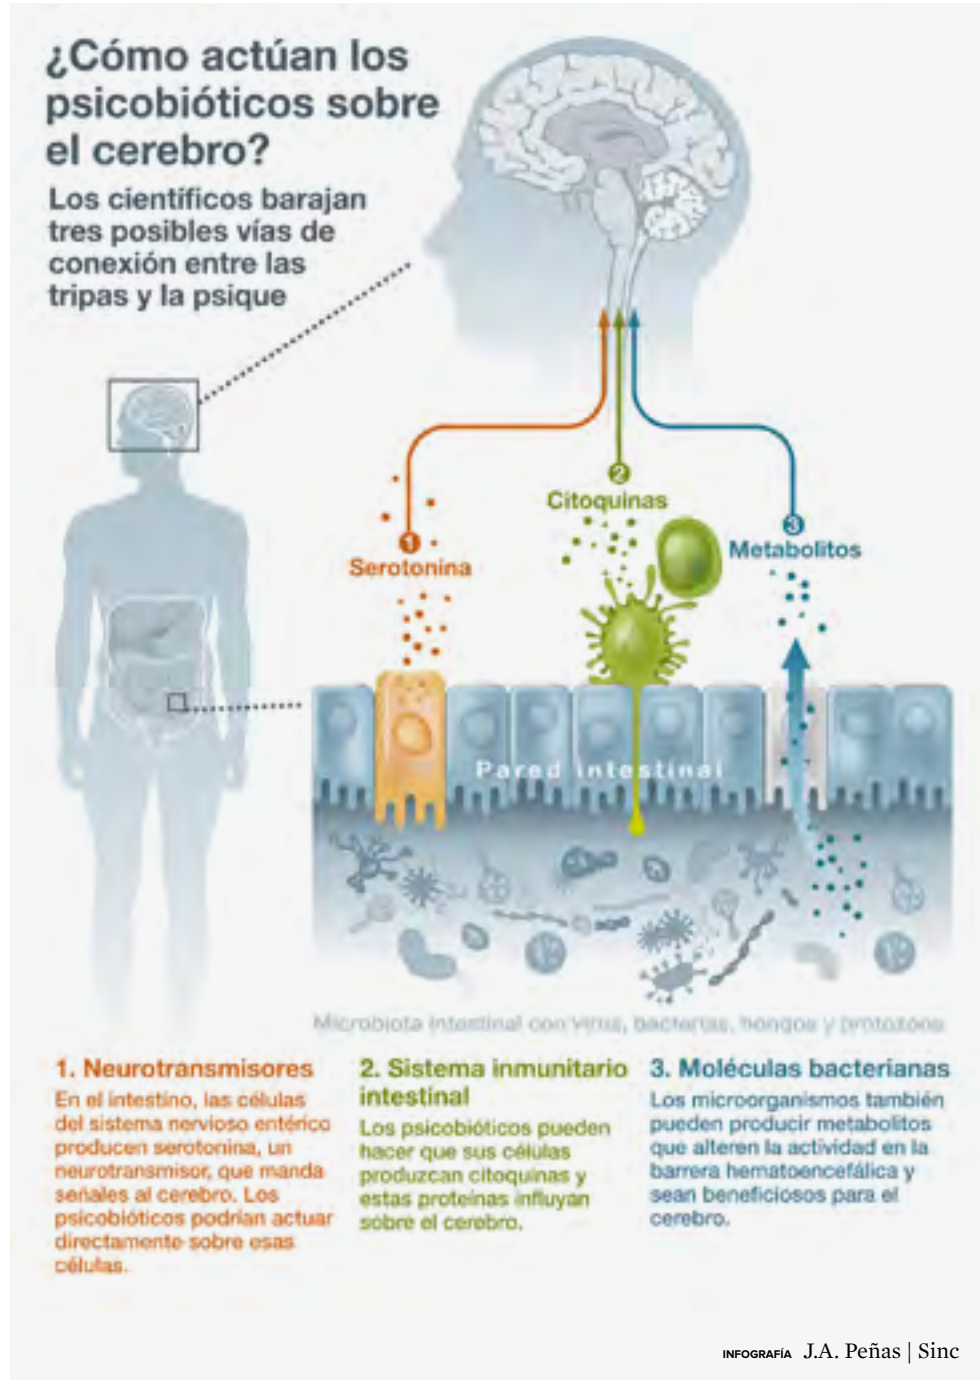 ¿Cómo actúan los
psicobióticos sobre
el cerebro?
Los científicos barajan
tres posibles vías de
conexión entre las
tripas y la psique
2
Citoquinas
3
Metabolitos
1
Serotonina
Pared intestinal
Microbiota intestinal con virus, bacterias, hongos y protozoos
1. Neurotransmisores
En el intestino, las células
del sistema nervioso entérico
producen serotonina, un
neurotransmisor, que manda
señales al cerebro. Los
psicobióticos podrían actuar
directamente sobre esas
células.
2. Sistema inmunitario
intestinal
Los psicobióticos pueden
hacer que sus células
produzcan citoquinas y
estas proteínas influyan
sobre el cerebro.
3. Moléculas bacterianas
Los microorganismos también
pueden producir metabolitos
que alteren la actividad en la
barrera hematoencefálica y
sean beneficiosos para el
cerebro.
INFOGRAFÍA J.A. Peñas | Sinc